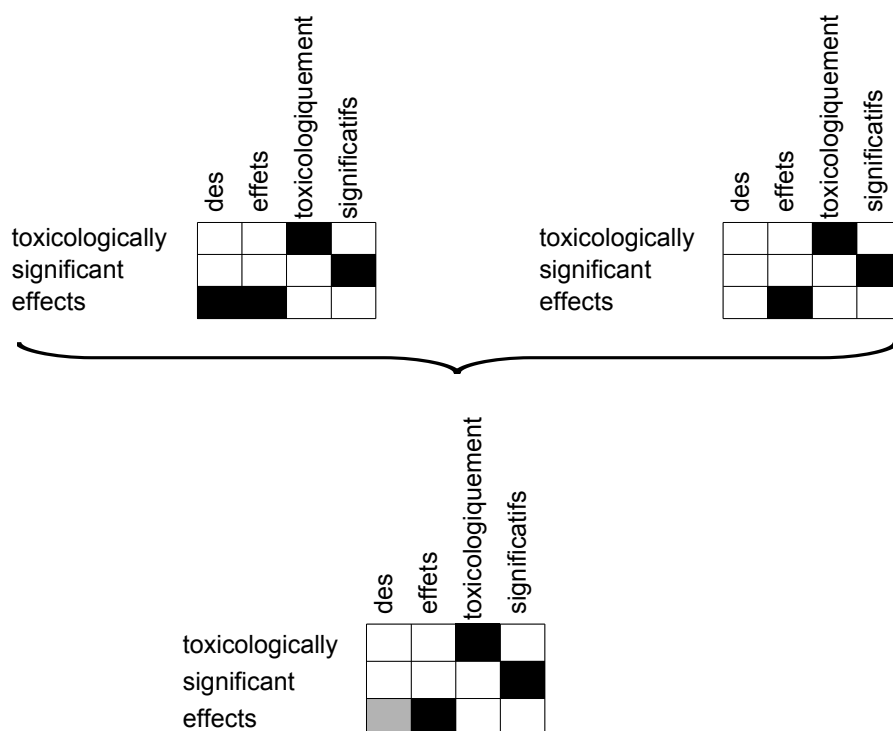 des
effets
toxicologiquement
significatifs
toxicologically
significant
effects
des
effets
toxicologiquement
significatifs
toxicologically
significant
effects
des
effets
toxicologiquement
significatifs
toxicologically
significant
effects